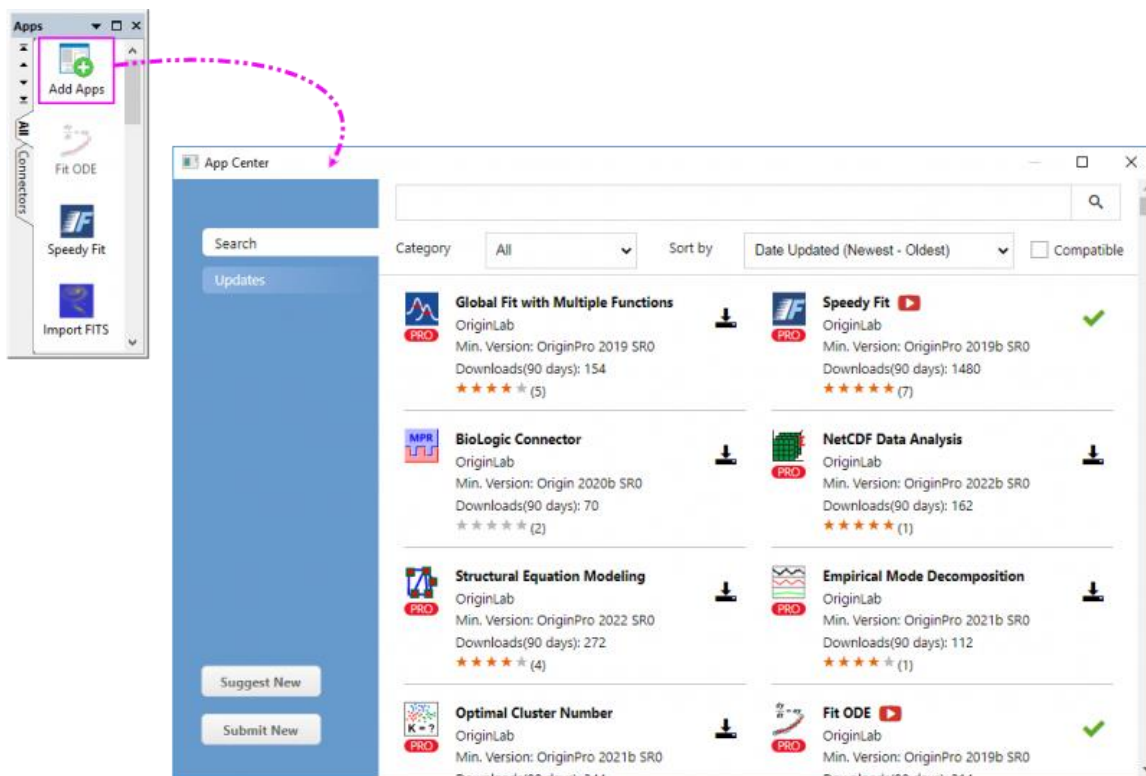 Apps
Add Apps
Fit ODE
Speedy Fit
Import FITS
All
Connectors
App Center
Search
Updates
Suggest New
Submit New
Category
All
Sort by
Date Updated (Newest - Oldest)
Compatible
PRO
Global Fit with Multiple Functions
OriginLab
Min. Version: OriginPro 2019 SR0
Downloads(90 days): 154
(5)
PRO
Speedy Fit
OriginLab
Min. Version: OriginPro 2019b SR0
Downloads(90 days): 1480
(7)
MPR
BioLogic Connector
OriginLab
Min. Version: Origin 2020b SR0
Downloads(90 days): 70
(2)
PRO
NetCDF Data Analysis
OriginLab
Min. Version: OriginPro 2022b SR0
Downloads(90 days): 162
(1)
PRO
Structural Equation Modeling
OriginLab
Min. Version: OriginPro 2022 SR0
Downloads(90 days): 272
(4)
PRO
Empirical Mode Decomposition
OriginLab
Min. Version: OriginPro 2021b SR0
Downloads(90 days): 112
(1)
K = ?
PRO
Optimal Cluster Number
OriginLab
Min. Version: OriginPro 2021b SR0
PRO
Fit ODE
OriginLab
Min. Version: OriginPro 2019b SR0